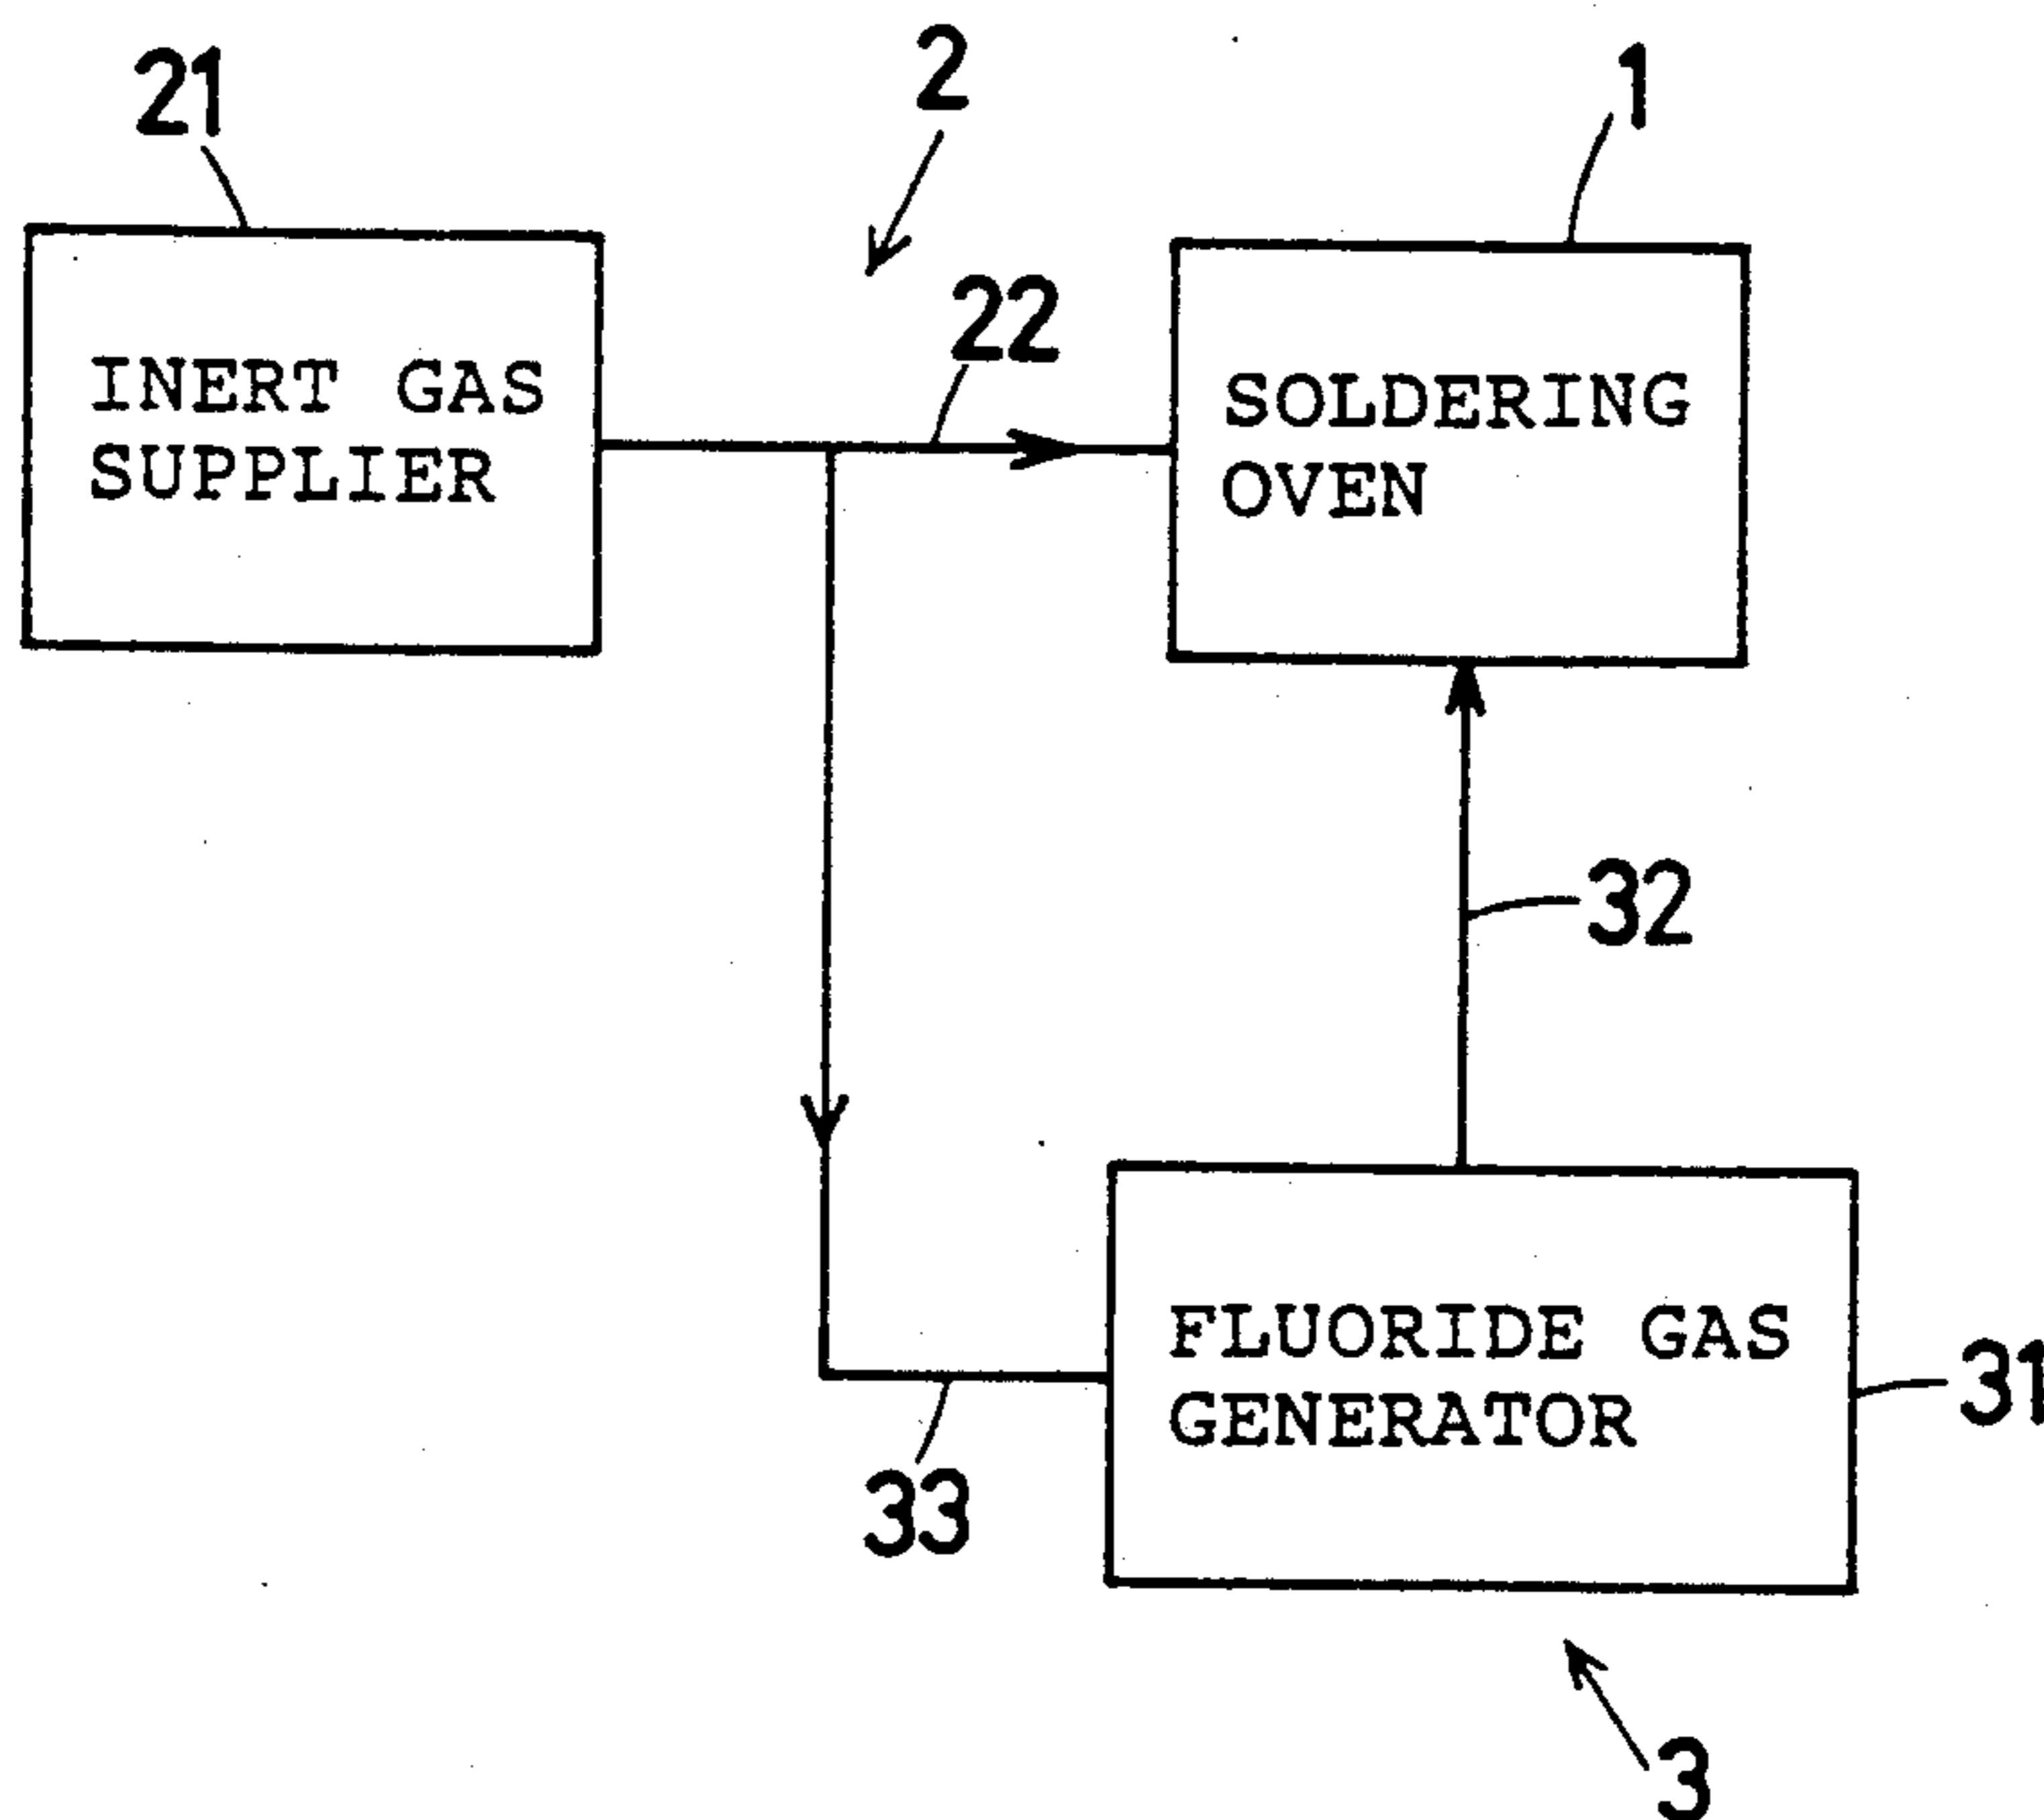 21
2
1
22
INERT GAS
SUPPLIER
SOLDERING
OVEN
32
FLUORIDE GAS
GENERATOR
31
33
3